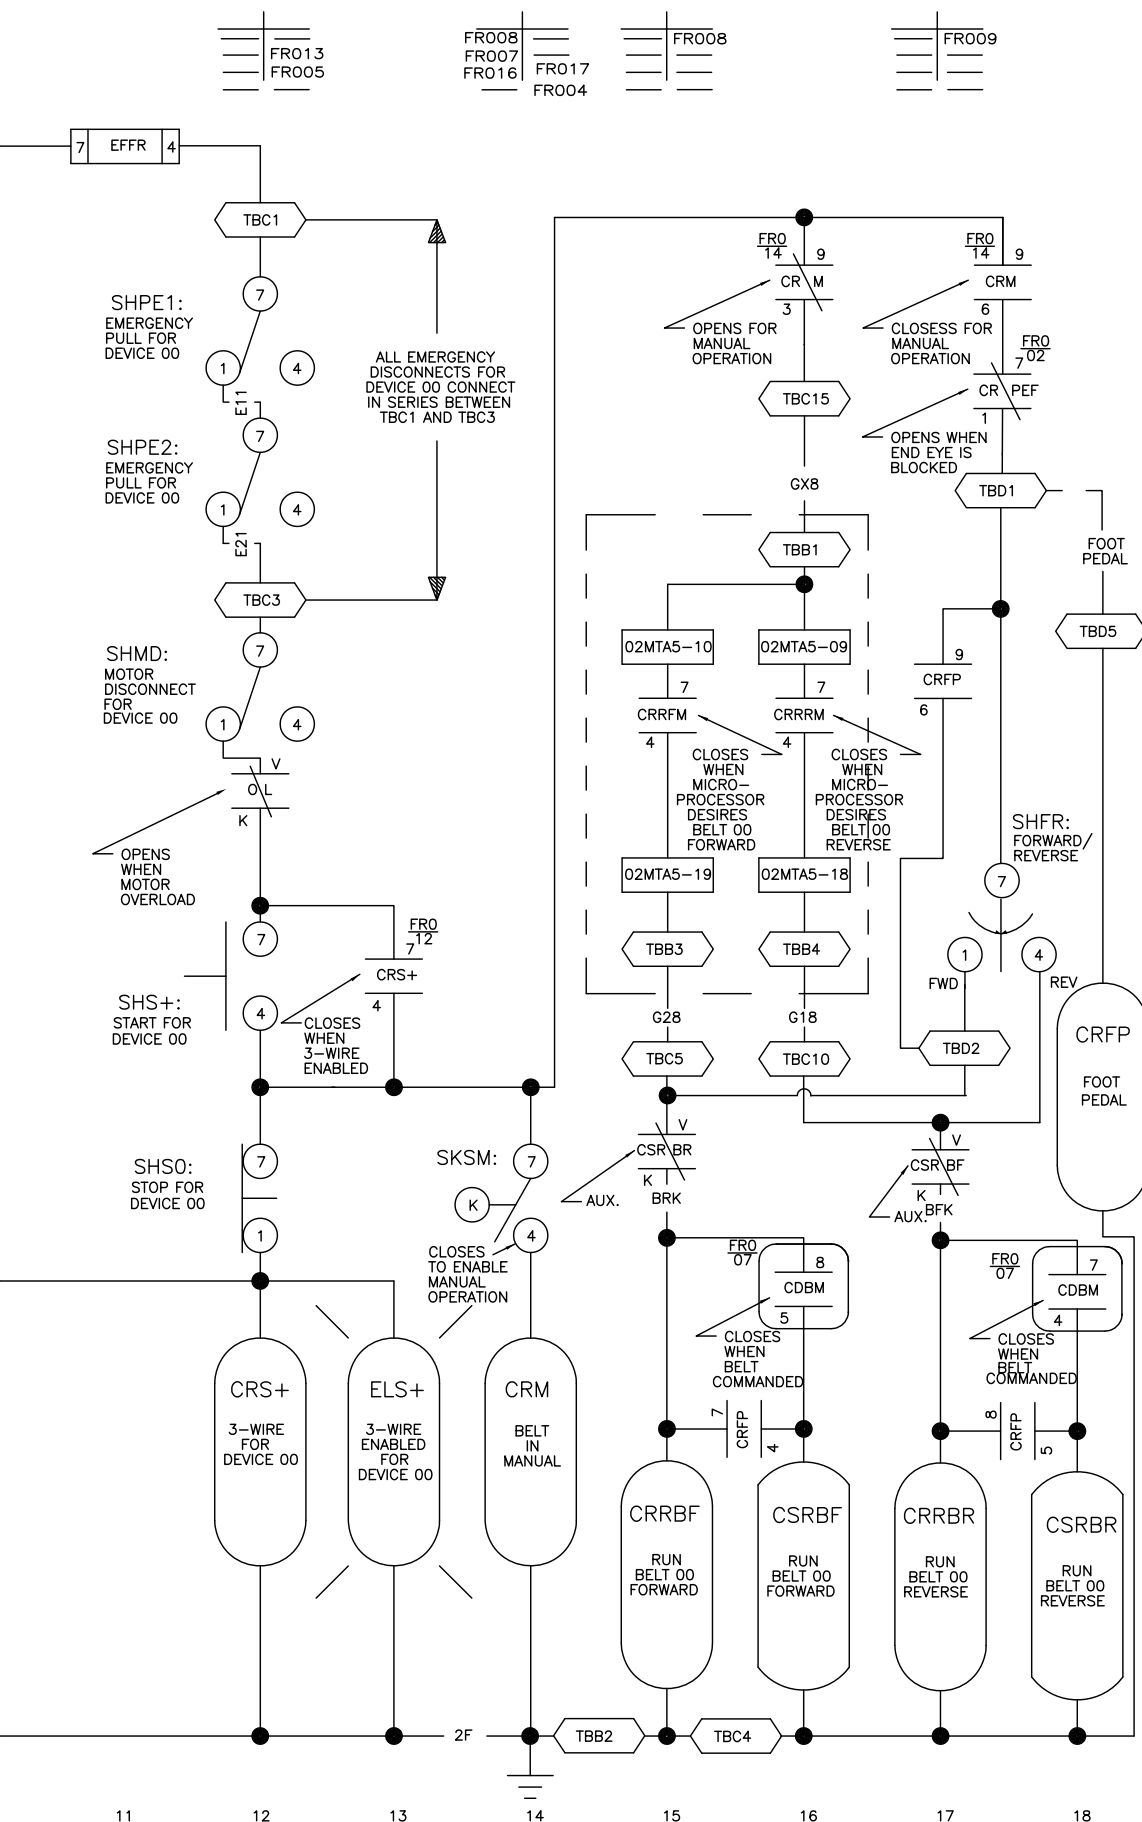 FR013
FR005
FR008
FR007
FR016
FR017
FR004
FR008
FR009
7 EFFR 4
TBC1
7
SHPE1:
EMERGENCY
PULL FOR
DEVICE 00
1
4
E11
7
SHPE2:
EMERGENCY
PULL FOR
DEVICE 00
1
4
E21
ALL EMERGENCY
DISCONNECTS FOR
DEVICE 00 CONNECT
IN SERIES BETWEEN
TBC1 AND TBC3
TBC3
7
SHMD:
MOTOR
DISCONNECT
FOR
DEVICE 00
1
4
V
OL
K
OPENS
WHEN
MOTOR
OVERLOAD
7
4
SHS+:
START FOR
DEVICE 00
FR0
12
7
CRS+
4
CLOSES
WHEN
3-WIRE
ENABLED
SHS0:
STOP FOR
DEVICE 00
7
1
SKSM:
7
K
4
CLOSES
TO ENABLE
MANUAL
OPERATION
CRS+
3-WIRE
FOR
DEVICE 00
ELS+
3-WIRE
ENABLED
FOR
DEVICE 00
CRM
BELT
IN
MANUAL
FR0
14
9
CR M
3
OPENS FOR
MANUAL
OPERATION
TBC15
GX8
TBB1
02MTA5-10
02MTA5-09
7
CRRFM
4
7
CRRRM
4
CLOSES
WHEN
MICRO-
PROCESSOR
DESIRES
BELT 00
FORWARD
CLOSES
WHEN
MICRO-
PROCESSOR
DESIRES
BELT 00
REVERSE
02MTA5-19
02MTA5-18
TBB3
TBB4
G28
G18
TBC5
TBC10
V
CSR BR
K
BRK
AUX.
FR0
07
8
CDBM
5
CLOSES
WHEN
BELT
COMMANDED
7
CRFP
4
CRRBF
RUN
BELT 00
FORWARD
CSRBF
RUN
BELT 00
FORWARD
FR0
14
9
CRM
6
CLOSESS FOR
MANUAL
OPERATION
FR0
02
7
CR PEF
1
OPENS WHEN
END EYE IS
BLOCKED
TBD1
FOOT
PEDAL
TBD5
9
CRFP
6
SHFR:
FORWARD/
REVERSE
7
1
4
FWD
REV
TBD2
CRFP
FOOT
PEDAL
V
CSR BF
K
BFK
AUX.
FR0
07
7
CDBM
4
CLOSES
WHEN
BELT
COMMANDED
8
CRFP
5
CRRBR
RUN
BELT 00
REVERSE
CSRBR
RUN
BELT 00
REVERSE
2F
TBB2
TBC4
11 12 13 14 15 16 17 18